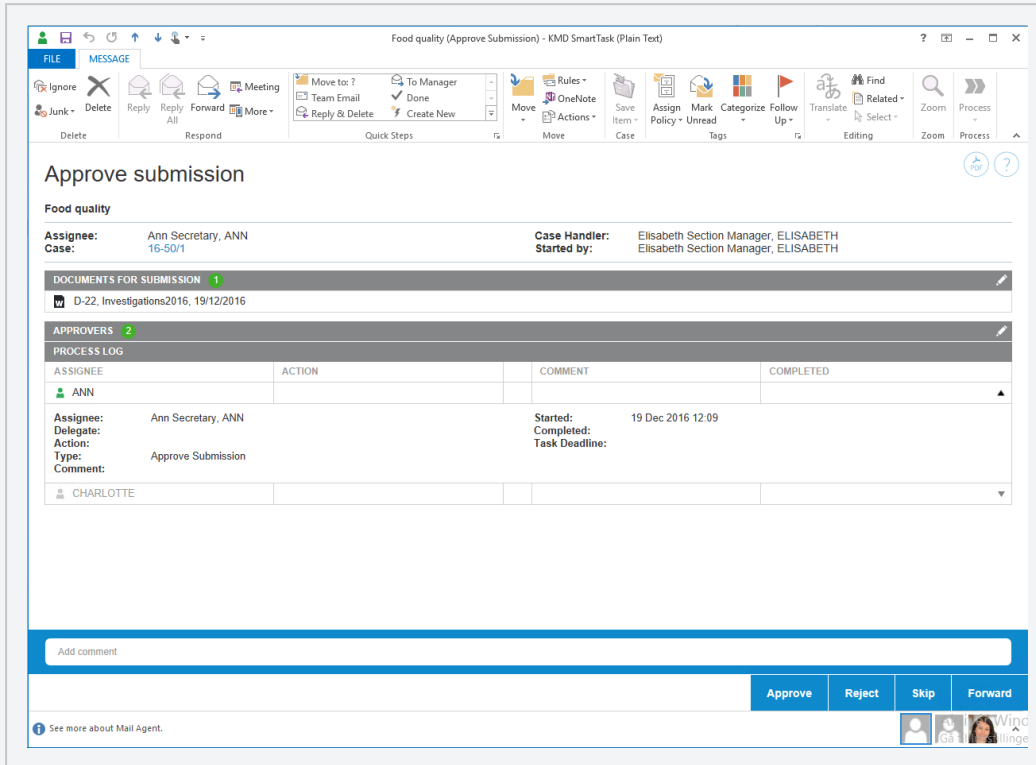 Food quality (Approve Submission) - KMD SmartTask (Plain Text)
FILE MESSAGE
Ignore
Junk
Delete
Reply
Reply All
Forward
Meeting
More
Move to: ?
Team Email
Reply & Delete
To Manager
Done
Create New
Move
Rules
OneNote
Actions
Save Item
Assign Policy
Mark Unread
Categorize
Follow Up
Translate
Find
Related
Select
Zoom
Process
Delete Respond Quick Steps Move Case Tags Editing Zoom Process
Approve submission
PDF ?
Food quality
Assignee: Ann Secretary, ANN Case Handler: Elisabeth Section Manager, ELISABETH
Case: 16-50/1 Started by: Elisabeth Section Manager, ELISABETH
DOCUMENTS FOR SUBMISSION 1
W D-22, Investigations2016, 19/12/2016
APPROVERS 2
PROCESS LOG
ASSIGNEE ACTION COMMENT COMPLETED
ANN
Assignee: Ann Secretary, ANN Started: 19 Dec 2016 12:09
Delegate: Completed:
Action: Task Deadline:
Type: Approve Submission
Comment:
CHARLOTTE
Add comment
Approve Reject Skip Forward
See more about Mail Agent.